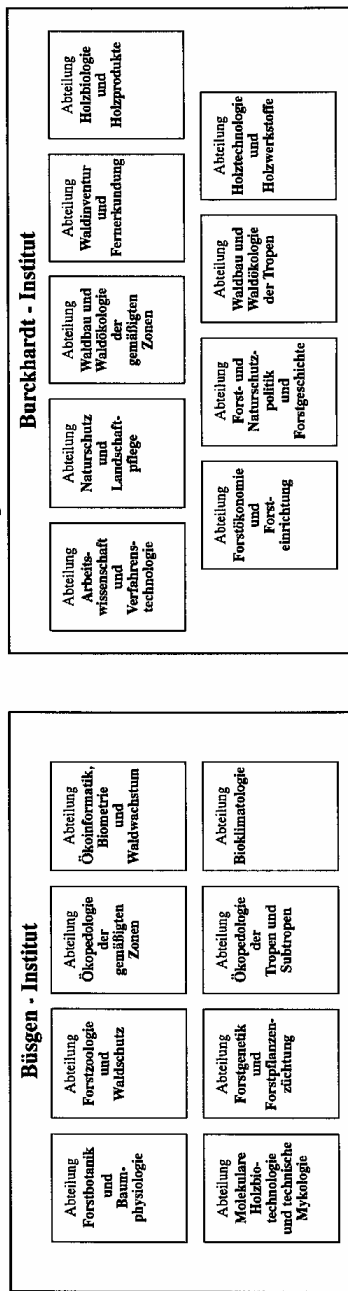 Büsgen - Institut
Abteilung
Forstbotanik
und
Baum-
physiologie
Abteilung
Forstzoologie
und
Waldschutz
Abteilung
Ökopedologie
der
gemäßigten
Zonen
Abteilung
Ökoinformatik,
Biometrie
und
Waldwachstum
Abteilung
Molekulare
Holzbio-
technologie
und technische
Mykologie
Abteilung
Forstgenetik
und
Forstpflanzen-
züchtung
Abteilung
Ökopedologie
der
Tropen und
Subtropen
Abteilung
Bioklimatologie
Burckhardt - Institut
Abteilung
Arbeits-
wissenschaft
und
Verfahrens-
technologie
Abteilung
Naturschutz
und
Landschaft-
pflege
Abteilung
Waldbau und
Waldökologie
der
gemäßigten
Zonen
Abteilung
Waldinventur
und
Fernerkundung
Abteilung
Holzbiologie
und
Holzprodukte
Abteilung
Forstökonomie
und
Forst-
einrichtung
Abteilung
Forst- und
Naturschutz-
politik
und
Forstgeschichte
Abteilung
Waldbau und
Waldökologie
der Tropen
Abteilung
Holztechnologie
und
Holzwerkstoffe